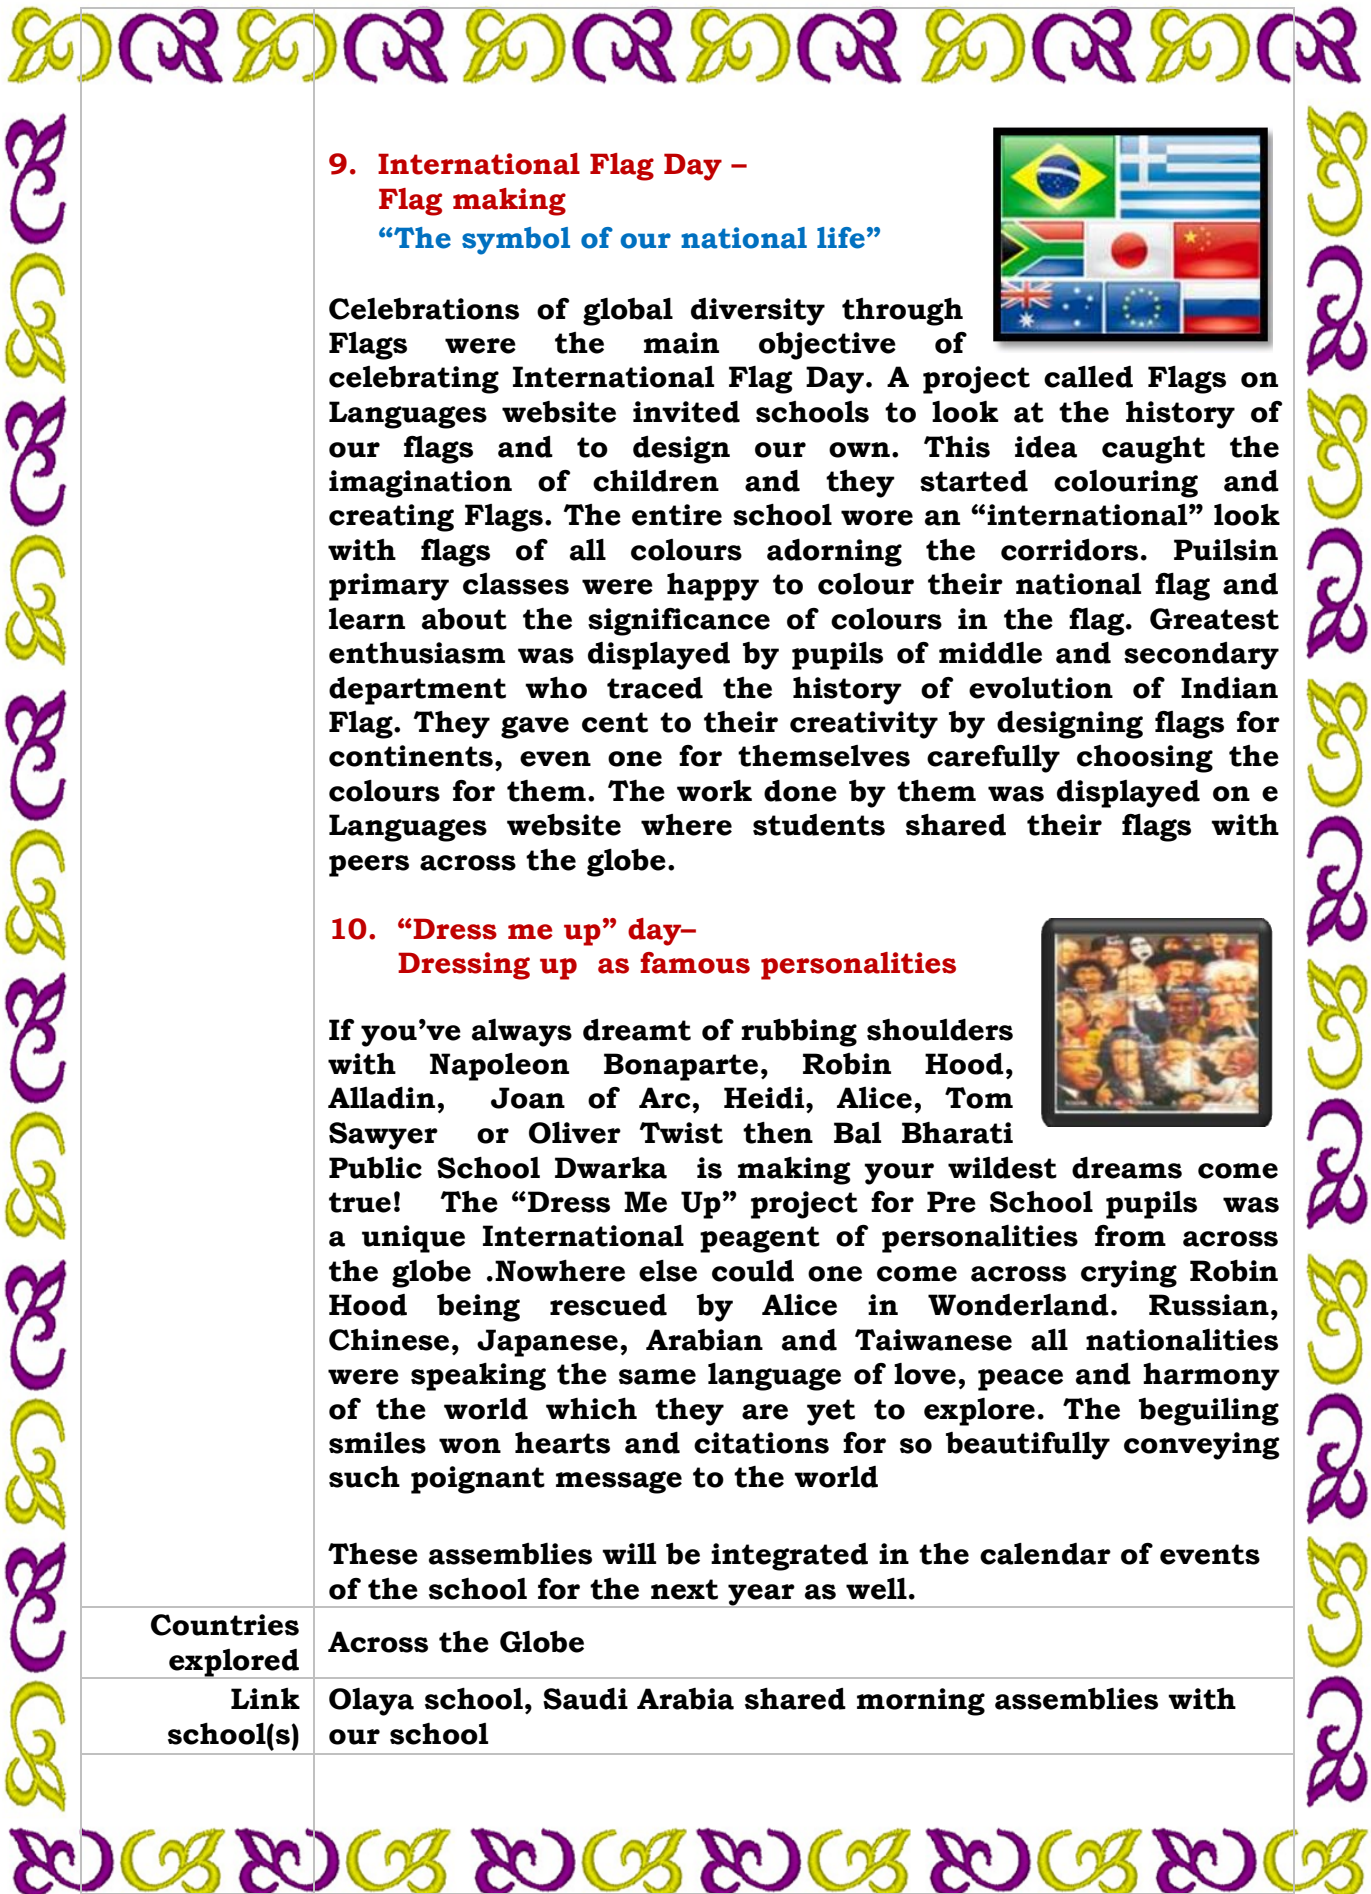 9. International Flag Day –
Flag making
“The symbol of our national life”
Celebrations of global diversity through
Flags were the main objective of
celebrating International Flag Day. A project called Flags on
Languages website invited schools to look at the history of
our flags and to design our own. This idea caught the
imagination of children and they started colouring and
creating Flags. The entire school wore an “international” look
with flags of all colours adorning the corridors. Puilsin
primary classes were happy to colour their national flag and
learn about the significance of colours in the flag. Greatest
enthusiasm was displayed by pupils of middle and secondary
department who traced the history of evolution of Indian
Flag. They gave cent to their creativity by designing flags for
continents, even one for themselves carefully choosing the
colours for them. The work done by them was displayed on e
Languages website where students shared their flags with
peers across the globe.
10. “Dress me up” day–
Dressing up as famous personalities
If you’ve always dreamt of rubbing shoulders
with Napoleon Bonaparte, Robin Hood,
Alladin, Joan of Arc, Heidi, Alice, Tom
Sawyer or Oliver Twist then Bal Bharati
Public School Dwarka is making your wildest dreams come
true! The “Dress Me Up” project for Pre School pupils was
a unique International peagent of personalities from across
the globe .Nowhere else could one come across crying Robin
Hood being rescued by Alice in Wonderland. Russian,
Chinese, Japanese, Arabian and Taiwanese all nationalities
were speaking the same language of love, peace and harmony
of the world which they are yet to explore. The beguiling
smiles won hearts and citations for so beautifully conveying
such poignant message to the world
These assemblies will be integrated in the calendar of events
of the school for the next year as well.
Countries
explored
Across the Globe
Link
school(s)
Olaya school, Saudi Arabia shared morning assemblies with
our school